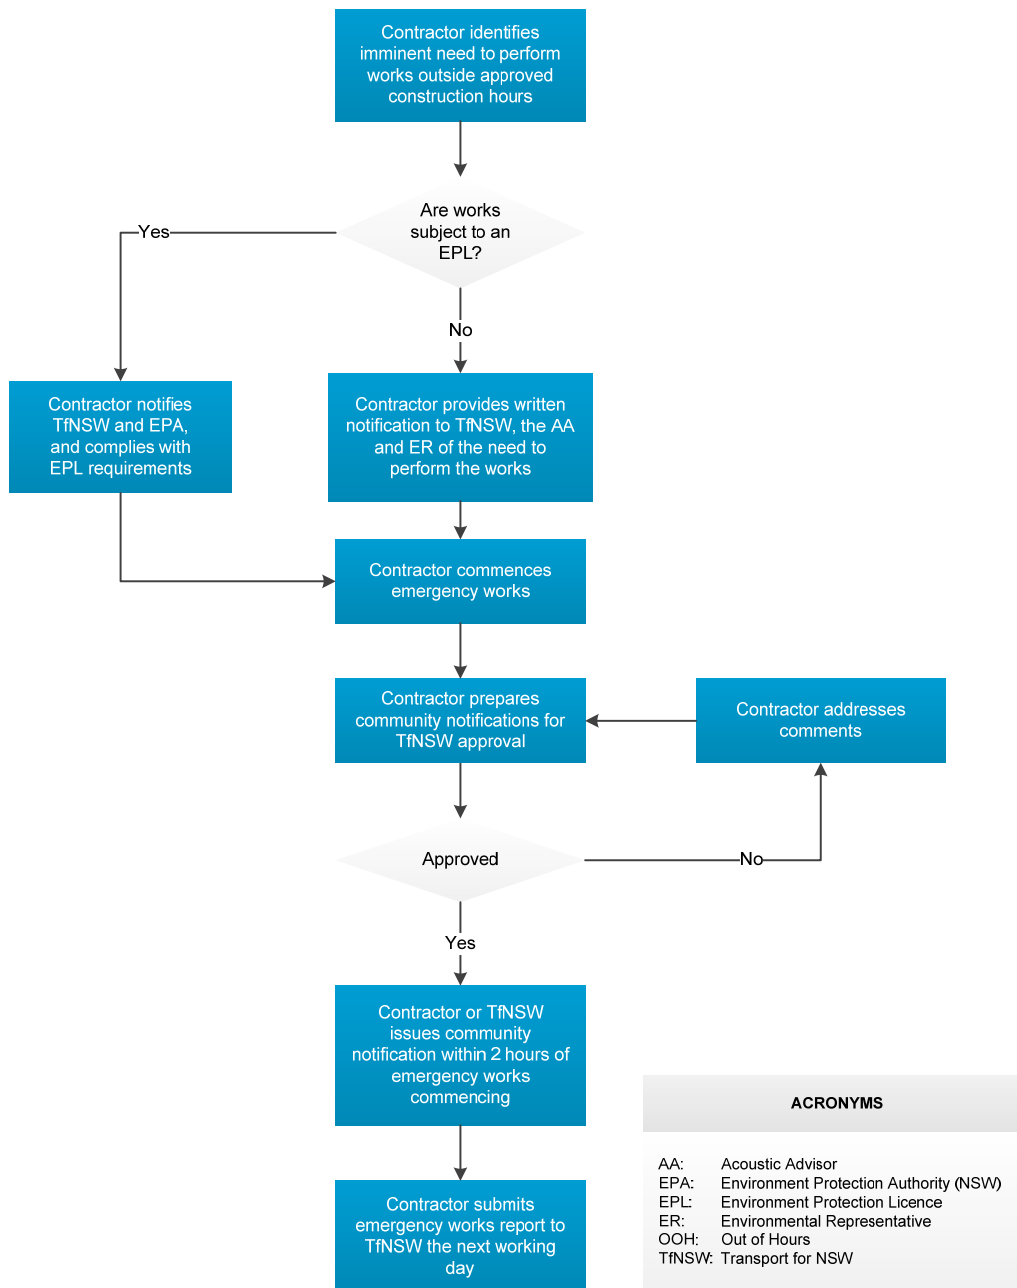 Contractor identifies
imminent need to perform
works outside approved
construction hours
Are works
subject to an
EPL?
Yes
No
Contractor notifies
TfNSW and EPA,
and complies with
EPL requirements
Contractor provides written
notification to TfNSW, the AA
and ER of the need to
perform the works
Contractor commences
emergency works
Contractor prepares
community notifications for
TfNSW approval
Contractor addresses
comments
Approved
No
Yes
Contractor or TfNSW
issues community
notification within 2 hours of
emergency works
commencing
Contractor submits
emergency works report to
TfNSW the next working
day
ACRONYMS
AA: Acoustic Advisor
EPA: Environment Protection Authority (NSW)
EPL: Environment Protection Licence
ER: Environmental Representative
OOH: Out of Hours
TfNSW: Transport for NSW